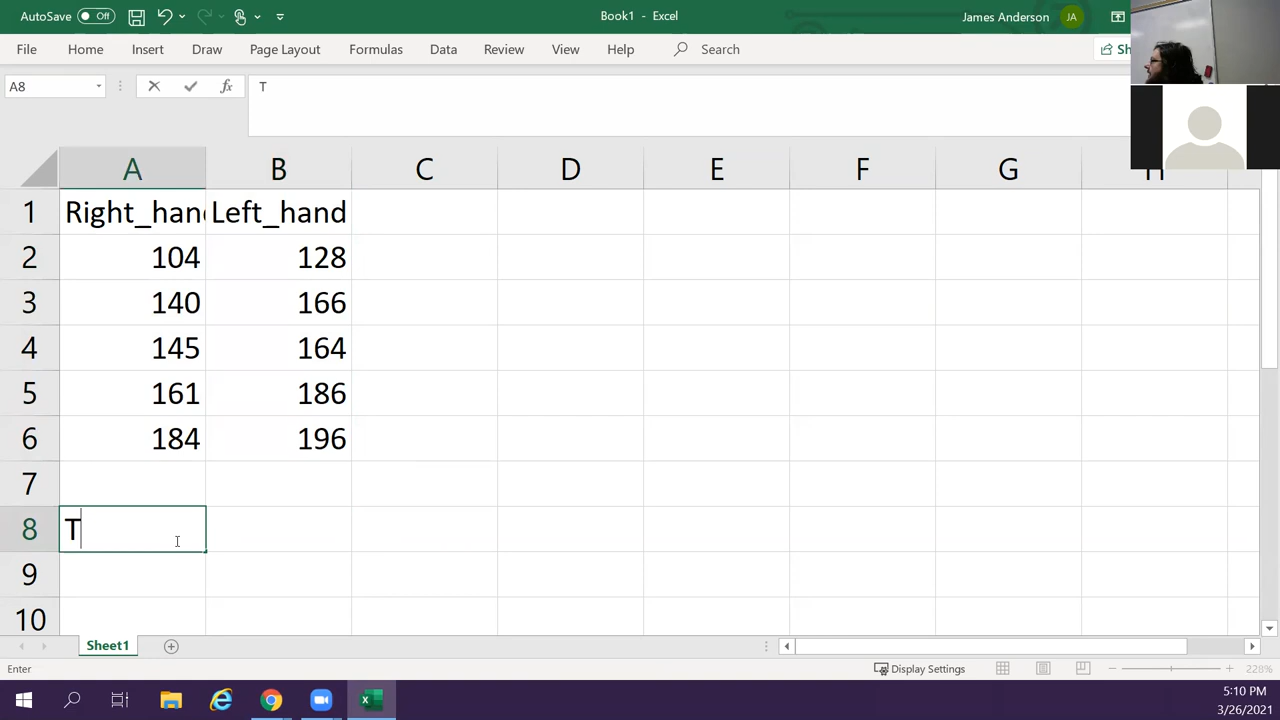 AutoSave Off Book1 - Excel James Anderson JA
File Home Insert Draw Page Layout Formulas Data Review View Help Search Sh
A8 fx T
A B C D E F G H
1 Right_hand Left_hand
2 104 128
3 140 166
4 145 164
5 161 186
6 184 196
7
8 T
9
10
Sheet1
Enter Display Settings 228%
5:10 PM
3/26/2021